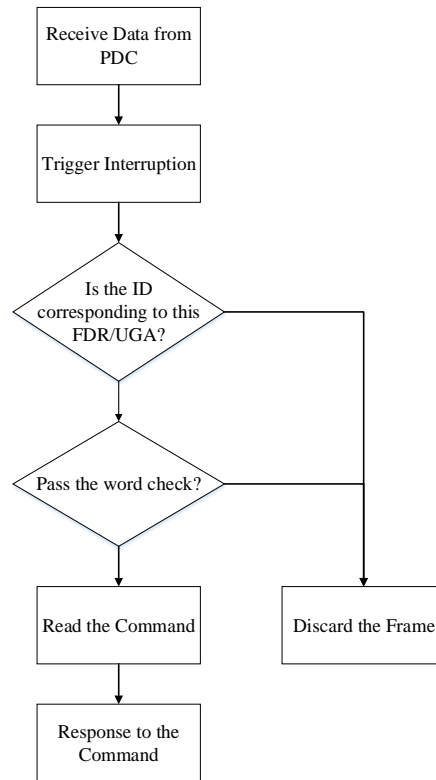 Receive Data from
PDC
Trigger Interruption
Is the ID
corresponding to this
FDR/UGA?
Pass the word check?
Read the Command
Discard the Frame
Response to the
Command